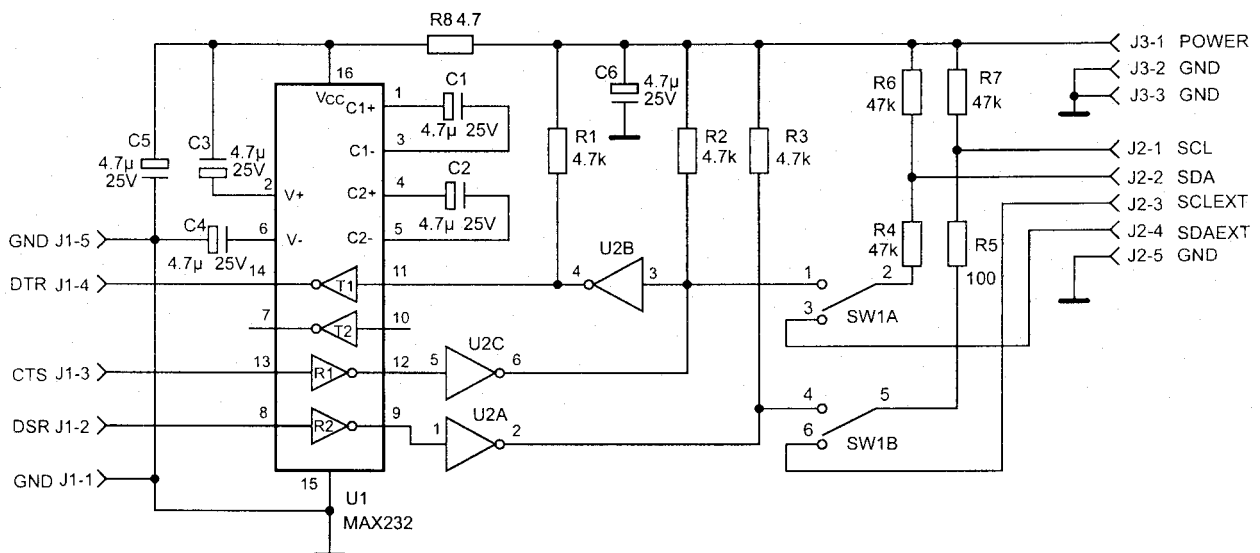 R8 4.7
J3-1 POWER
J3-2 GND
J3-3 GND
16
VCC
C1+
1
C1
4.7µ 25V
3
C1-
C2+
4
C2
4.7µ 25V
5
C2-
C5
4.7µ
25V
C3
4.7µ
25V
2
V+
C4
4.7µ 25V
6
V-
C6
4.7µ
25V
R1
4.7k
R2
4.7k
R3
4.7k
R6
47k
R7
47k
J2-1 SCL
J2-2 SDA
J2-3 SCLEXT
J2-4 SDAEXT
J2-5 GND
R4
47k
R5
100
GND J1-5
DTR J1-4
14
T1
11
4
U2B
3
1
2
3
SW1A
7
T2
10
CTS J1-3
13
R1
12
5
U2C
6
DSR J1-2
8
R2
9
1
U2A
2
4
5
6
SW1B
GND J1-1
15
U1
MAX232